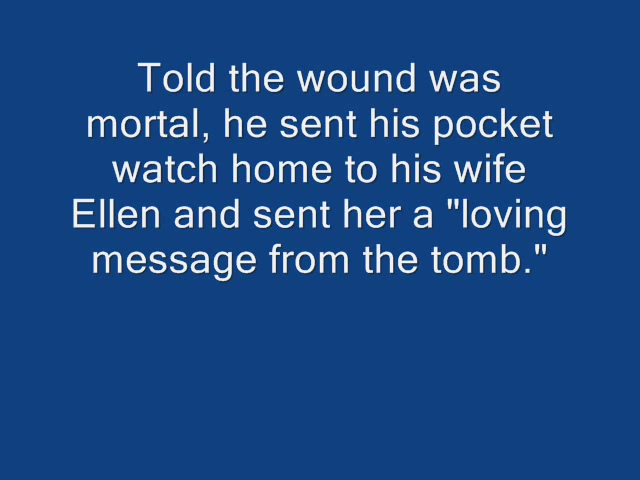 Told the wound was
mortal, he sent his pocket
watch home to his wife
Ellen and sent her a "loving
message from the tomb."